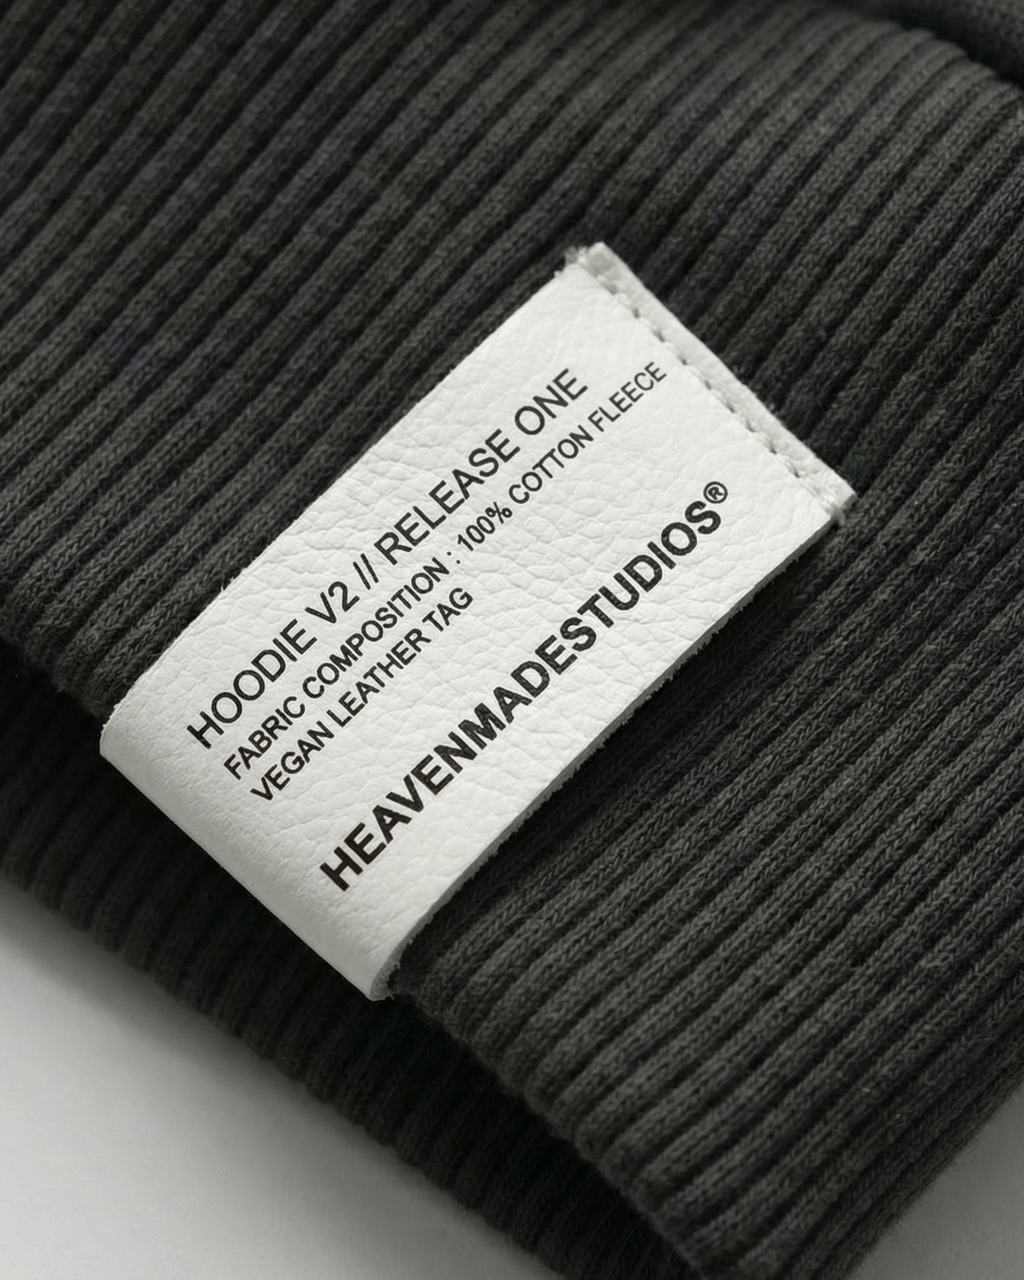 HOODIE V2 // RELEASE ONE
FABRIC COMPOSITION : 100% COTTON FLEECE
VEGAN LEATHER TAG
HEAVENMADESTUDIOS®